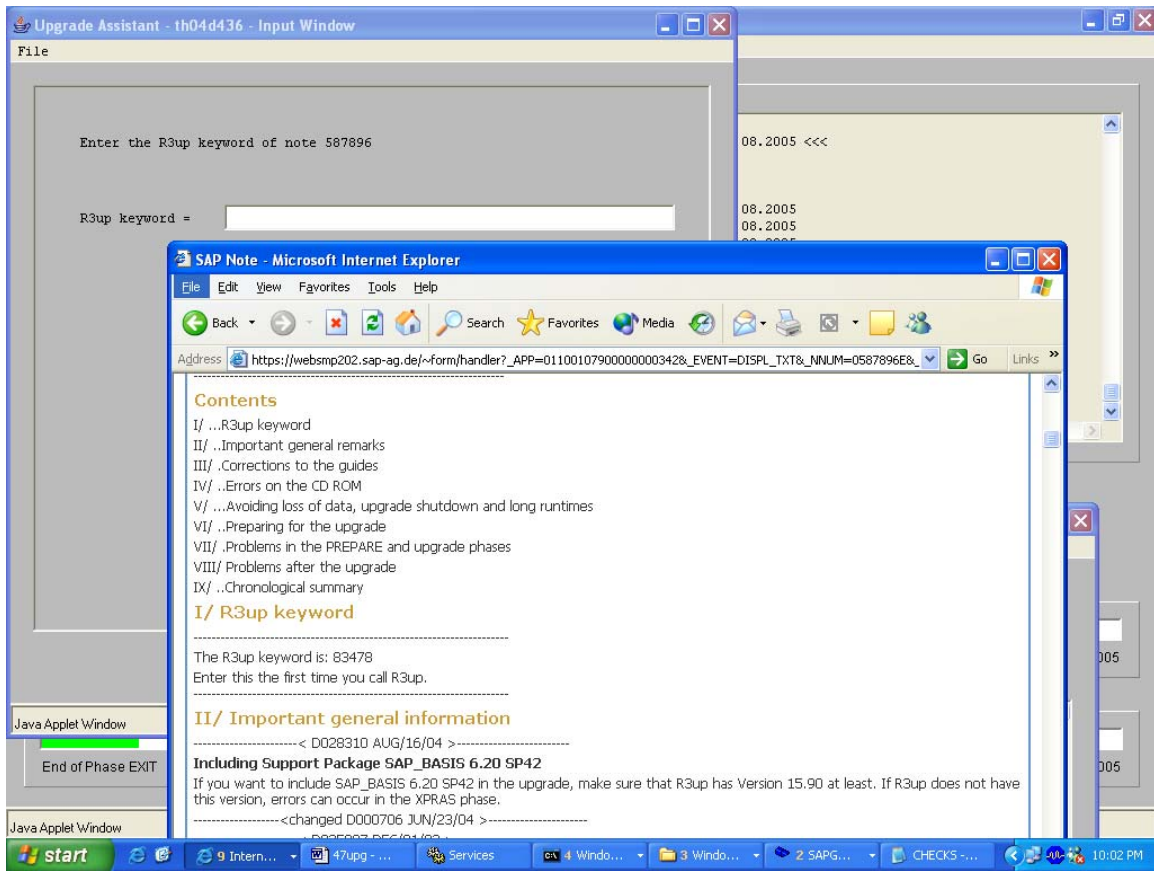 Upgrade Assistant - th04d436 - Input Window
File
Enter the R3up keyword of note 587896
R3up keyword =
08.2005 <<<
08.2005
08.2005
SAP Note - Microsoft Internet Explorer
File Edit View Favorites Tools Help
Back Search Favorites Media
Address https://websmp202.sap-ag.de/~form/handler?_APP=01100107900000000342&_EVENT=DISPL_TXT&_NNUM=0587896E&_ Go Links »
Contents
I/ ...R3up keyword
II/ ..Important general remarks
III/ .Corrections to the guides
IV/ ..Errors on the CD ROM
V/ ...Avoiding loss of data, upgrade shutdown and long runtimes
VI/ ..Preparing for the upgrade
VII/ .Problems in the PREPARE and upgrade phases
VIII/ Problems after the upgrade
IX/ ..Chronological summary
I/ R3up keyword
The R3up keyword is: 83478
Enter this the first time you call R3up.
II/ Important general information
-----------------------< D028310 AUG/16/04 >-------------------------
Including Support Package SAP_BASIS 6.20 SP42
If you want to include SAP_BASIS 6.20 SP42 in the upgrade, make sure that R3up has Version 15.90 at least. If R3up does not have
this version, errors can occur in the XPRAS phase.
-------------------<changed D000706 JUN/23/04 >----------------------
005
Java Applet Window
End of Phase EXIT
005
Java Applet Window
start 9 Intern... 47upg - ... Services 4 Windo... 3 Windo... 2 SAPG... CHECKS -... 10:02 PM